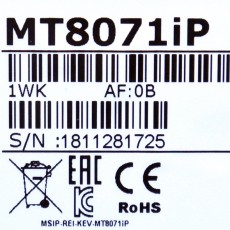 MT8071iP
1WK AF:0B
S/N :1811281725
EAC CE
RoHS
MSIP-REI-KEV-MT8071iP